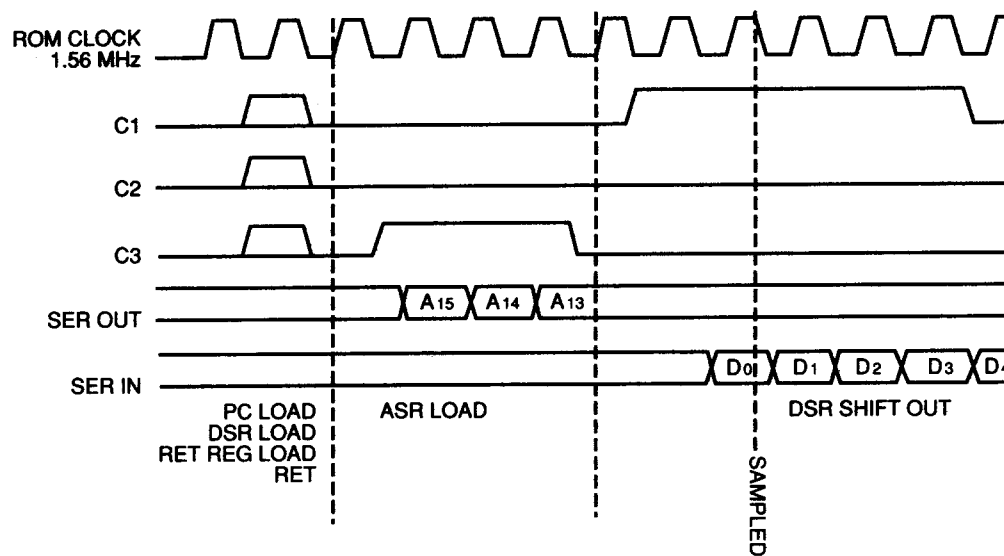 ROM CLOCK
1.56 MHz
C1
C2
C3
SER OUT
A15 A14 A13
SER IN
D0 D1 D2 D3 D4
PC LOAD
DSR LOAD
RET REG LOAD
RET
ASR LOAD
DSR SHIFT OUT
SAMPLED